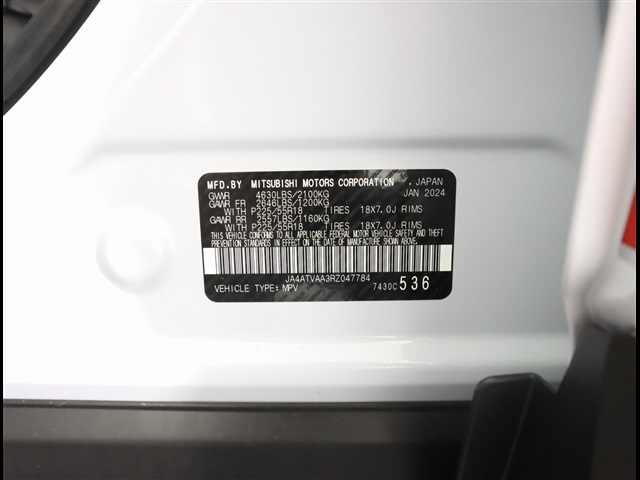 MFD.BY MITSUBISHI MOTORS CORPORATION , JAPAN
GVWR 4630LBS/2100KG JAN 2024
GAWR FR 2646LBS/1200KG
WITH P225/55R18 TIRES 18X7.0J RIMS
GAWR RR 2557LBS/1160KG
WITH P225/55R18 TIRES 18X7.0J RIMS
THIS VEHICLE CONFORMS TO ALL APPLICABLE FEDERAL MOTOR VEHICLE
SAFETY AND THEFT PREVENTION STANDARDS IN EFFECT ON THE DATE OF
MANUFACTURE SHOWN ABOVE.
JA4ATVAA3RZ047784
VEHICLE TYPE: MPV 7430C 536